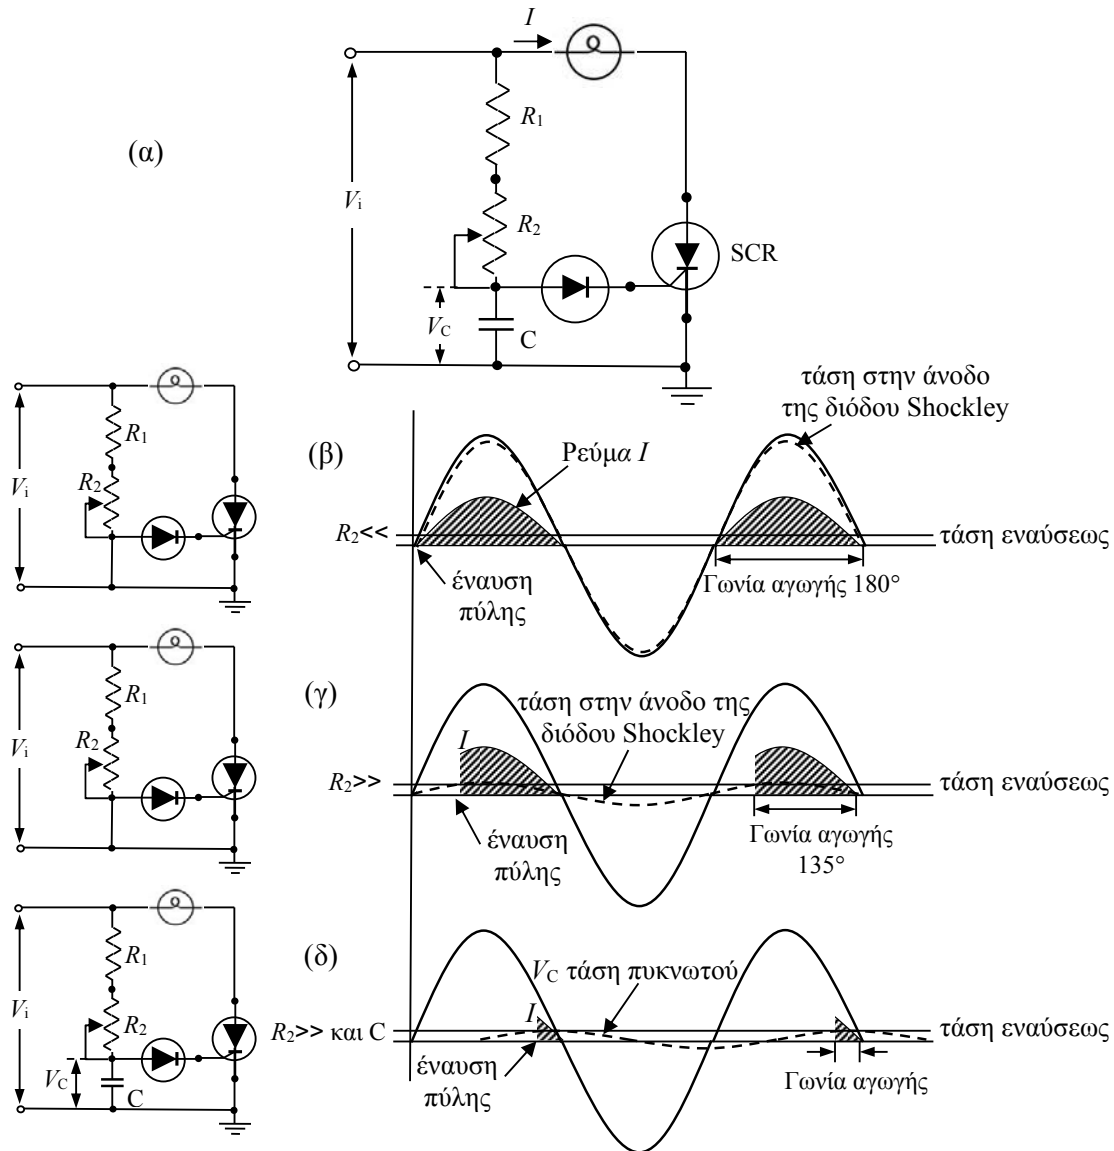 I
R1
(α)
Vi
R2
SCR
VC
C
τάση στην άνοδο
της διόδου Shockley
R1
(β)
Ρεύμα I
Vi
R2
R2<<
τάση εναύσεως
έναυση
πύλης
Γωνία αγωγής 180°
(γ)
τάση στην άνοδο της
διόδου Shockley
R1
I
Vi
R2
R2>>
τάση εναύσεως
έναυση
πύλης
Γωνία αγωγής
135°
(δ)
R1
VC τάση πυκνωτού
Vi
R2
I
R2>> και C
τάση εναύσεως
VC
C
έναυση
πύλης
Γωνία αγωγής